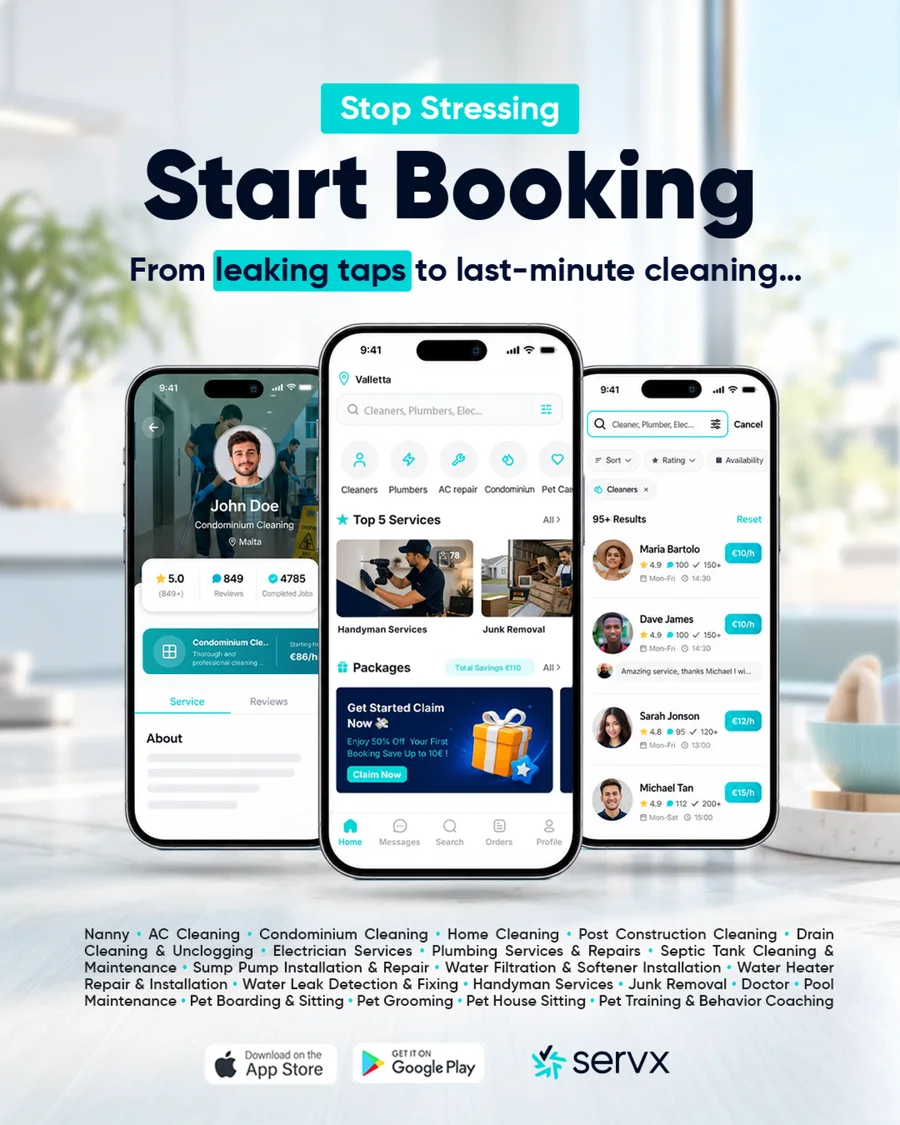 Stop Stressing
Start Booking
From leaking taps to last-minute cleaning...
9:41
John Doe
Condominium Cleaning
Malta
5.0
849
4785
(849+)
Reviews
Completed Jobs
Condominium Cle..
Thorough and
professional cleaning ..
Starting fr
€86/h
Service
Reviews
About
9:41
Valletta
Cleaners, Plumbers, Elec...
Cleaners
Plumbers
AC repair
Condominiun
Pet Ca
Top 5 Services
All >
78
Handyman Services
Junk Removal
Packages
Total Savings €110
All >
Get Started Claim
Now
Enjoy 50% Off Your First
Booking Save Up to 10€ !
Claim Now
Home
Messages
Search
Orders
Profile
9:41
Cleaner, Plumber, Elec...
Cancel
Sort
Rating
Availability
Cleaners ×
95+ Results
Reset
Maria Bartolo
€10/h
4.9 100 150+
Mon-Fri 14:30
Dave James
€10/h
4.9 100 150+
Mon-Fri 14:30
Amazing service, thanks Michael I wi...
Sarah Jonson
€12/h
4.8 95 120+
Mon-Fri 13:00
Michael Tan
€15/h
4.9 112 200+
Mon-Sat 15:00
Nanny • AC Cleaning • Condominium Cleaning • Home Cleaning • Post Construction Cleaning • Drain
Cleaning & Unclogging • Electrician Services • Plumbing Services & Repairs • Septic Tank Cleaning &
Maintenance • Sump Pump Installation & Repair • Water Filtration & Softener Installation • Water Heater
Repair & Installation • Water Leak Detection & Fixing • Handyman Services • Junk Removal • Doctor • Pool
Maintenance • Pet Boarding & Sitting • Pet Grooming • Pet House Sitting • Pet Training & Behavior Coaching
Download on the
App Store
GET IT ON
Google Play
servx